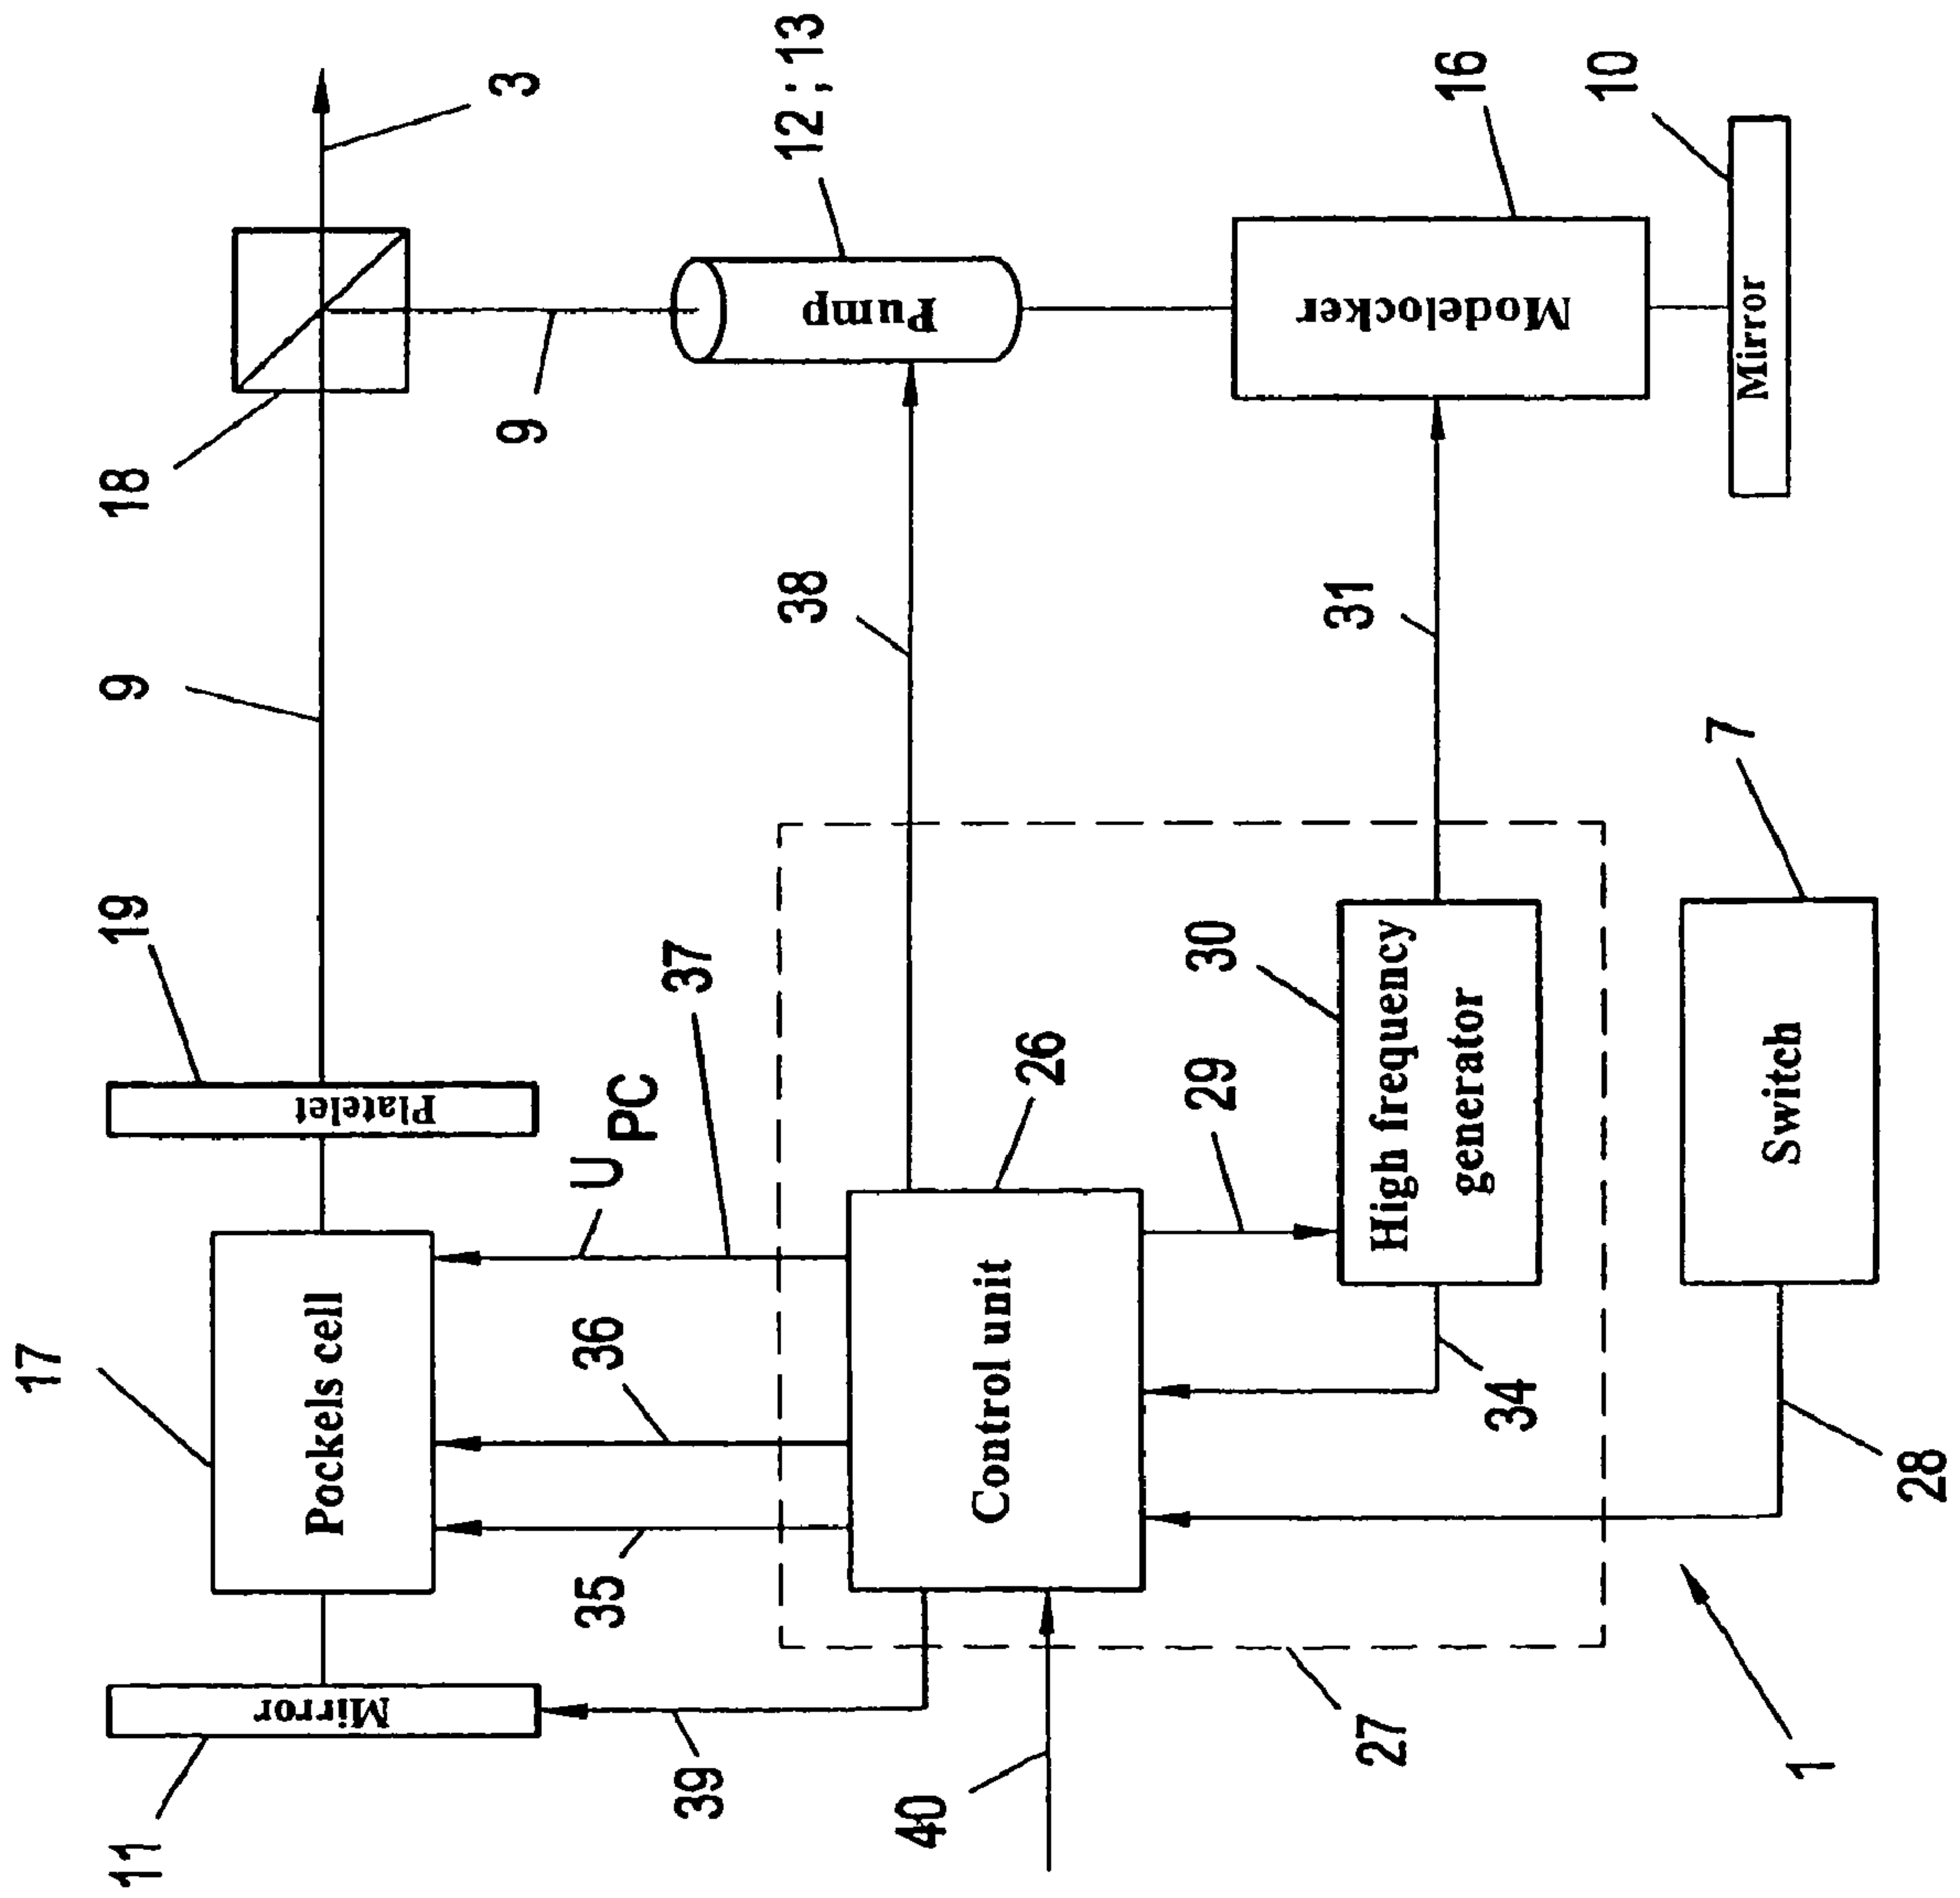 3
12 ; 13
16
10
18
9
Pump
Modelocker
Mirror
9
38
31
7
19
37
30
Platelet
U PC
26
29
High frequency
generator
Switch
17
Pockels cell
36
Control unit
34
28
35
Mirror
39
27
11
40
1